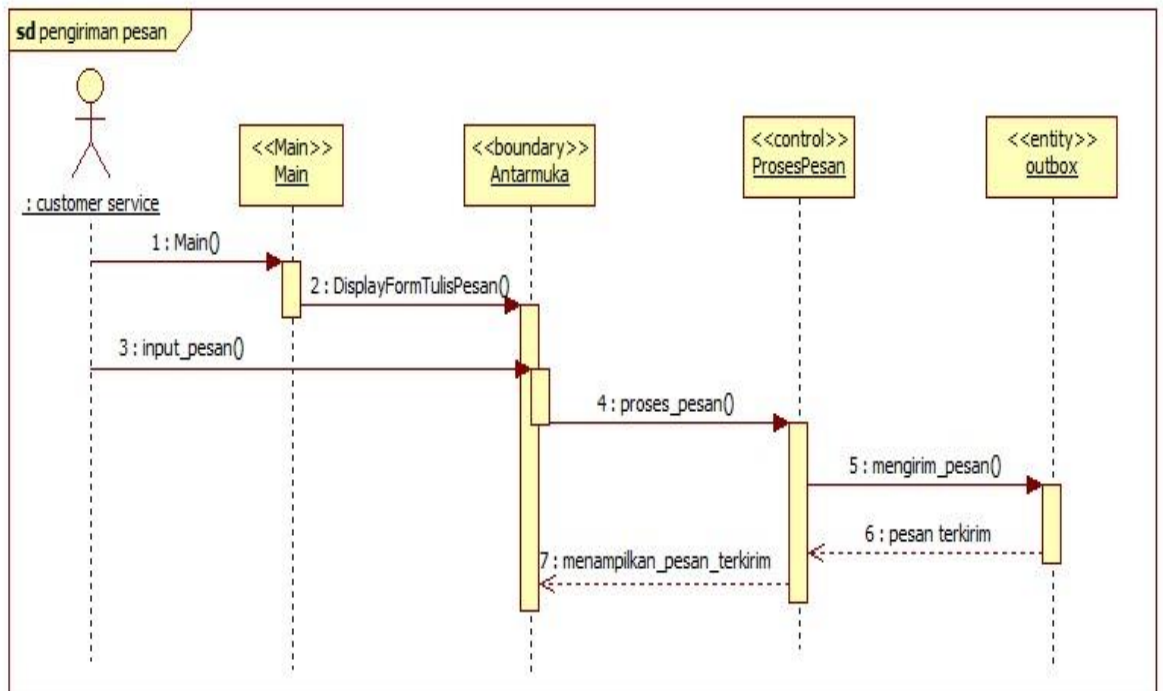 sd pengiriman pesan
: customer service
<<Main>>
Main
<<boundary>>
Antarmuka
<<control>>
ProsesPesan
<<entity>>
outbox
1 : Main()
2 : DisplayFormTulisPesan()
3 : input_pesan()
4 : proses_pesan()
5 : mengirim_pesan()
6 : pesan terkirim
7 : menampilkan_pesan_terkirim